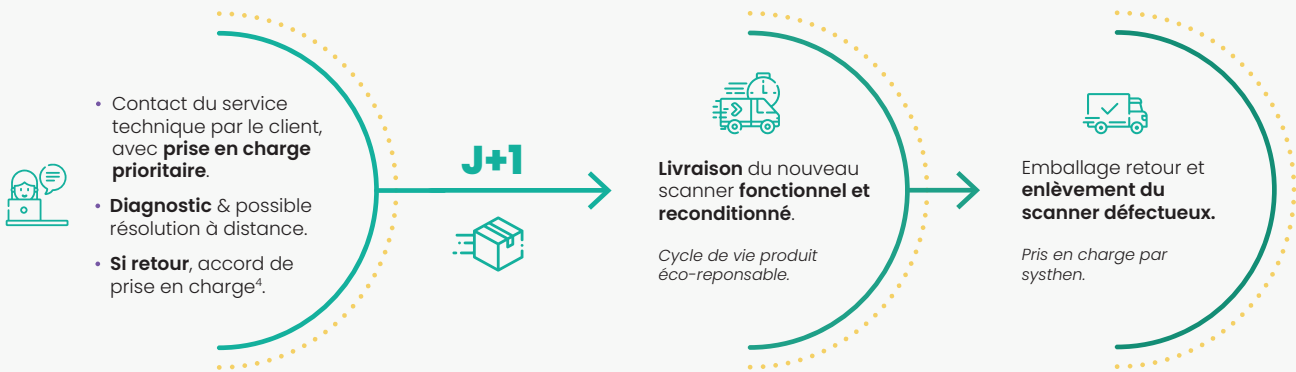 • Contact du service
technique par le client,
avec prise en charge
prioritaire.
• Diagnostic & possible
résolution à distance.
• Si retour, accord de
prise en charge⁴.
J+1
Livraison du nouveau
scanner fonctionnel et
reconditionné.
Cycle de vie produit
éco-reponsable.
Emballage retour et
enlèvement du
scanner défectueux.
Pris en charge par
systhen.